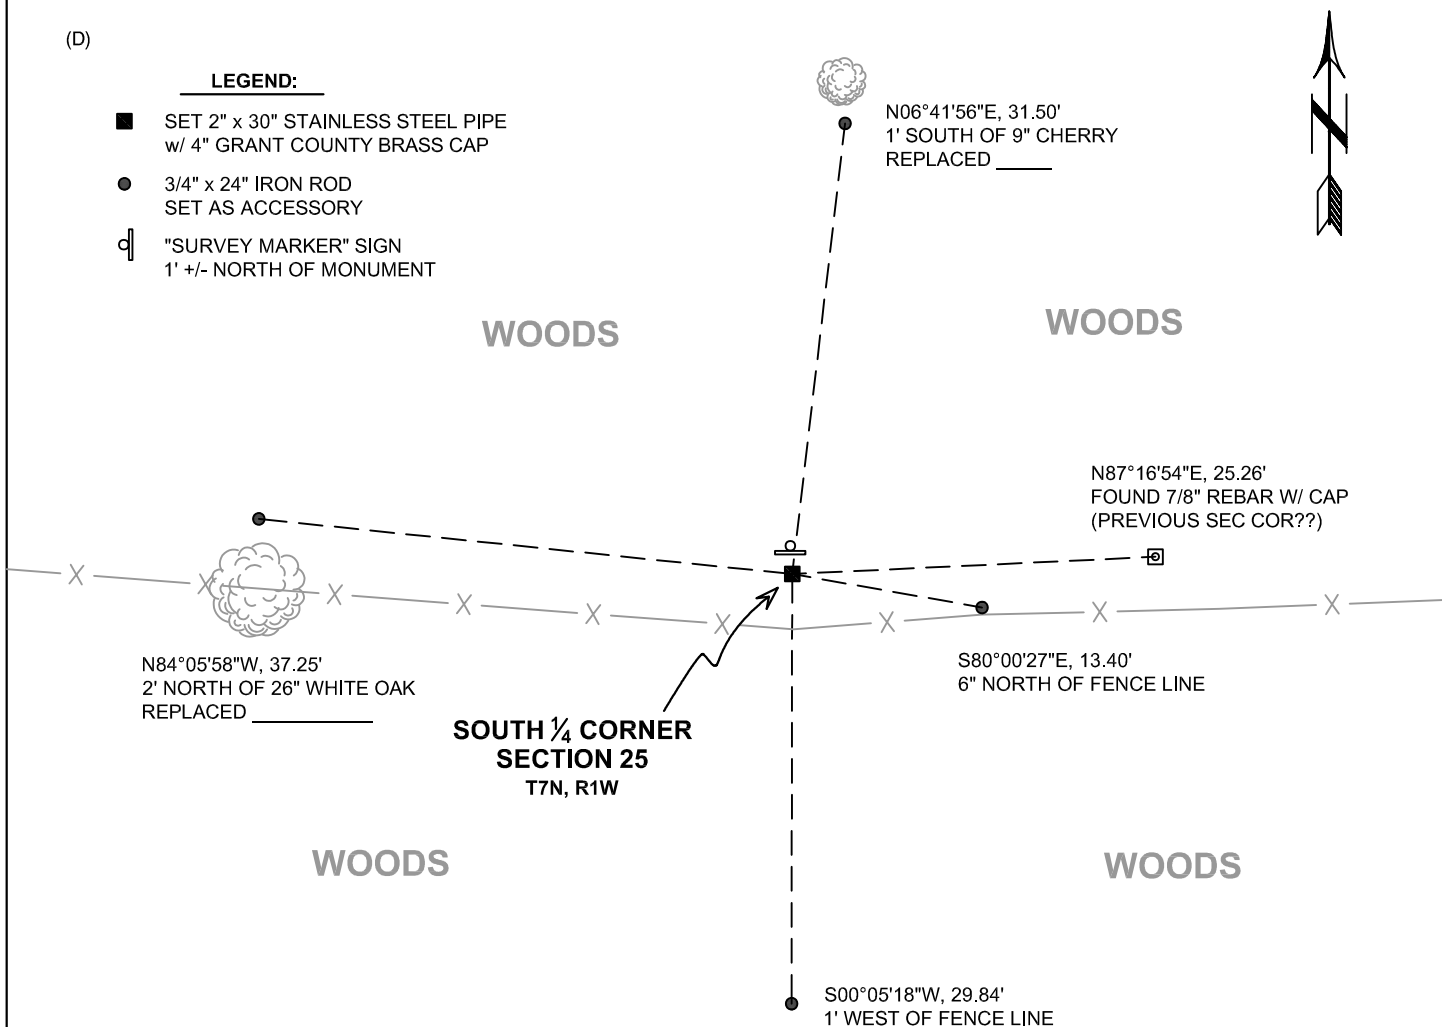 (D)
LEGEND:
SET 2" x 30" STAINLESS STEEL PIPE
w/ 4" GRANT COUNTY BRASS CAP
3/4" x 24" IRON ROD
SET AS ACCESSORY
"SURVEY MARKER" SIGN
1' +/- NORTH OF MONUMENT
N06°41'56"E, 31.50'
1' SOUTH OF 9" CHERRY
REPLACED ______
N
WOODS
WOODS
N87°16'54"E, 25.26'
FOUND 7/8" REBAR W/ CAP
(PREVIOUS SEC COR??)
N84°05'58"W, 37.25'
2' NORTH OF 26" WHITE OAK
REPLACED ____________
S80°00'27"E, 13.40'
6" NORTH OF FENCE LINE
SOUTH ¼ CORNER
SECTION 25
T7N, R1W
WOODS
WOODS
S00°05'18"W, 29.84'
1' WEST OF FENCE LINE